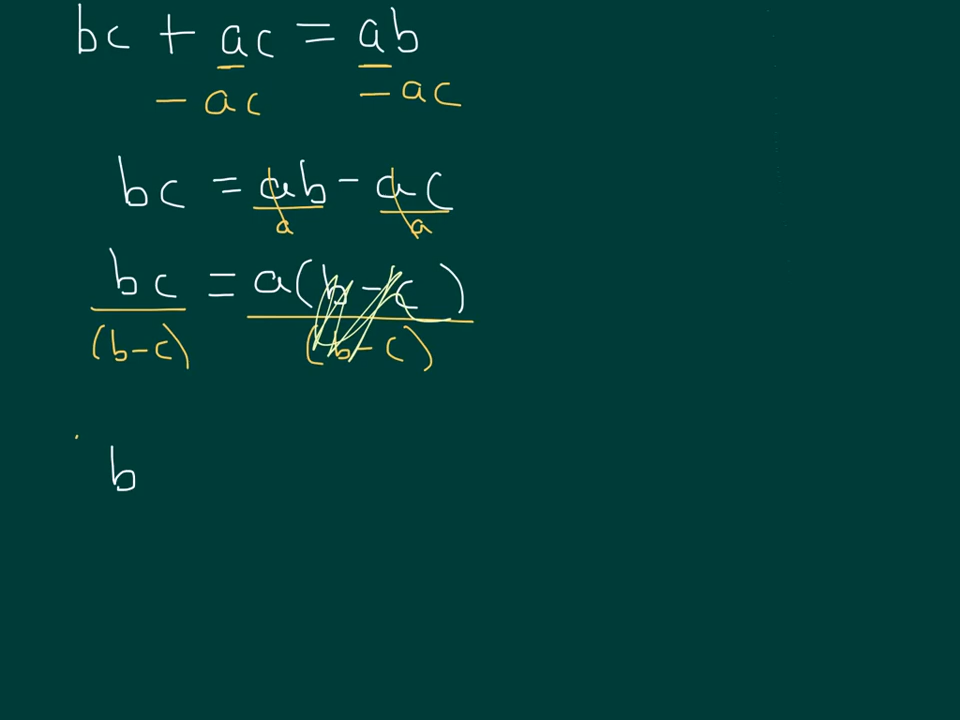 bc + ac = ab
- ac - ac
bc = ab - ac
a a
bc = a(b - c)
(b-c) (b-c)
b